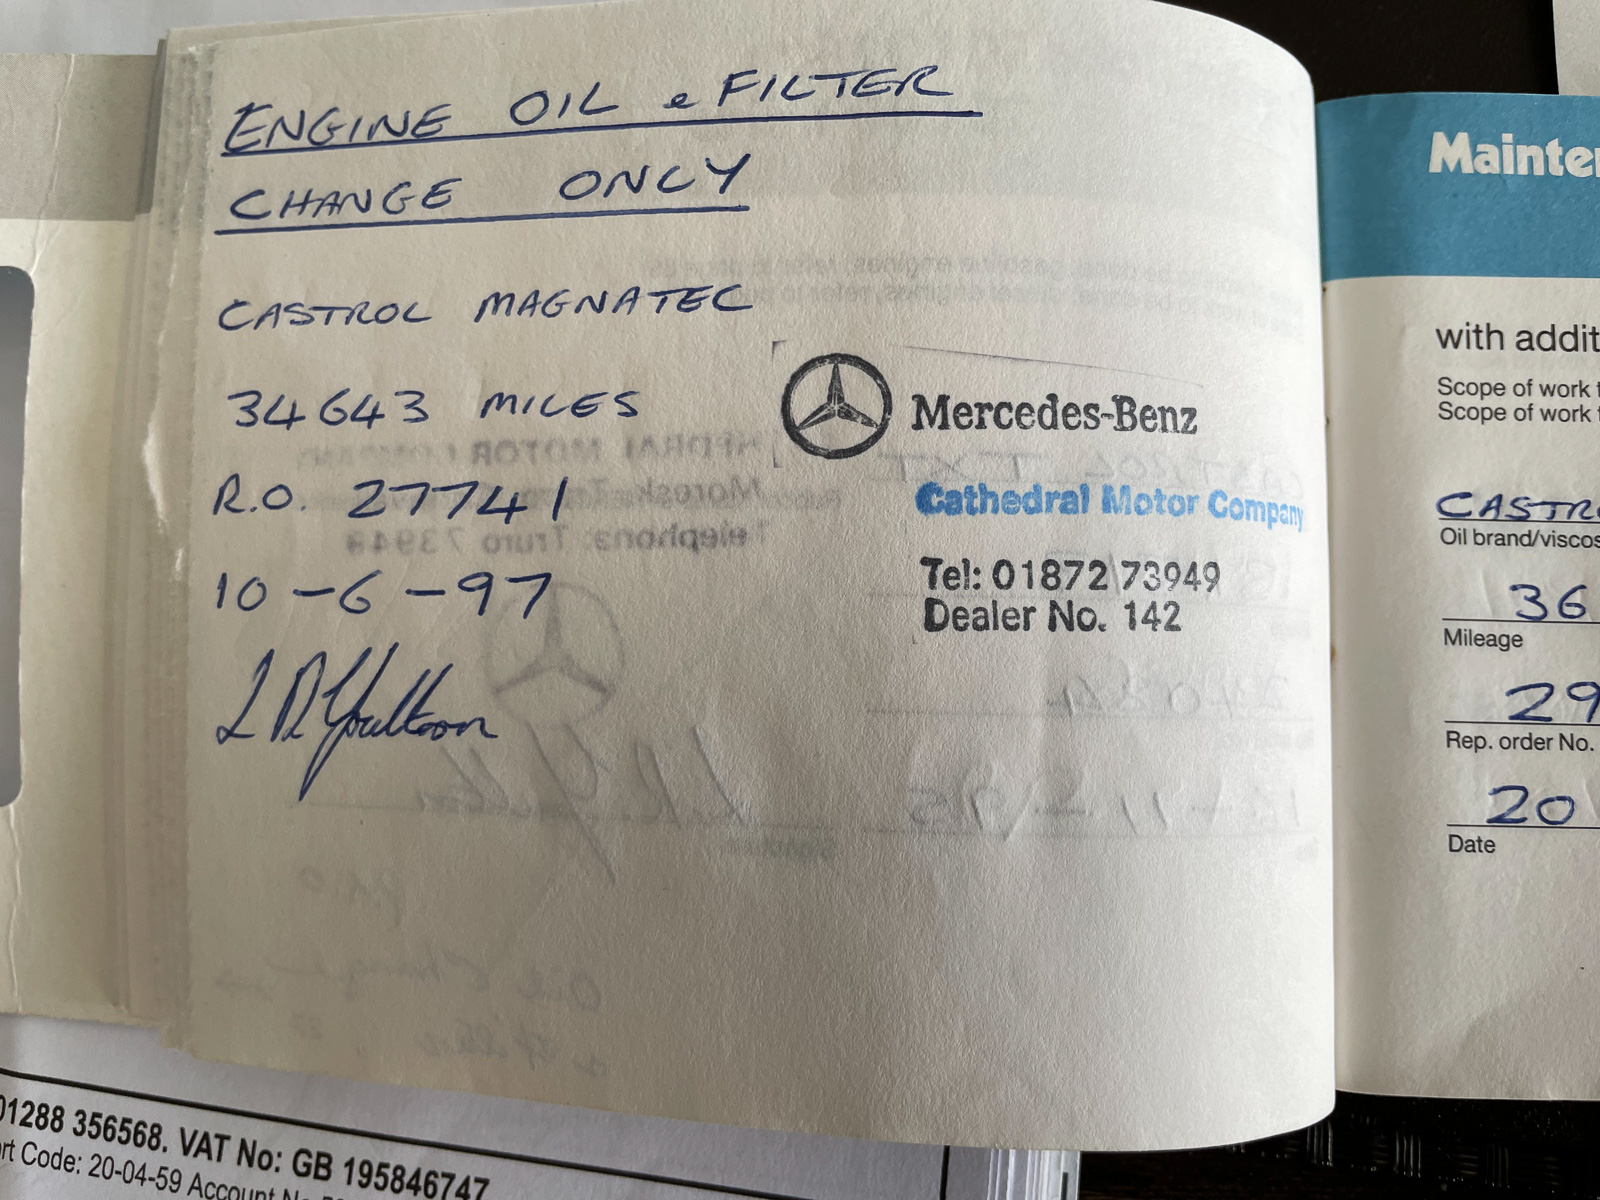 ENGINE OIL & FILTER
CHANGE ONLY
CASTROL MAGNATEC
34643 MILES
R.O. 27741
10-6-97
Mercedes-Benz
Cathedral Motor Company
Tel: 01872 73949
Dealer No. 142
Mainte
with addit
Scope of work
Scope of work
CASTR
Oil brand/viscos
36
Mileage
29
Rep. order No.
20
Date
01288 356568. VAT No: GB 195846747
rt Code: 20-04-59 Account No